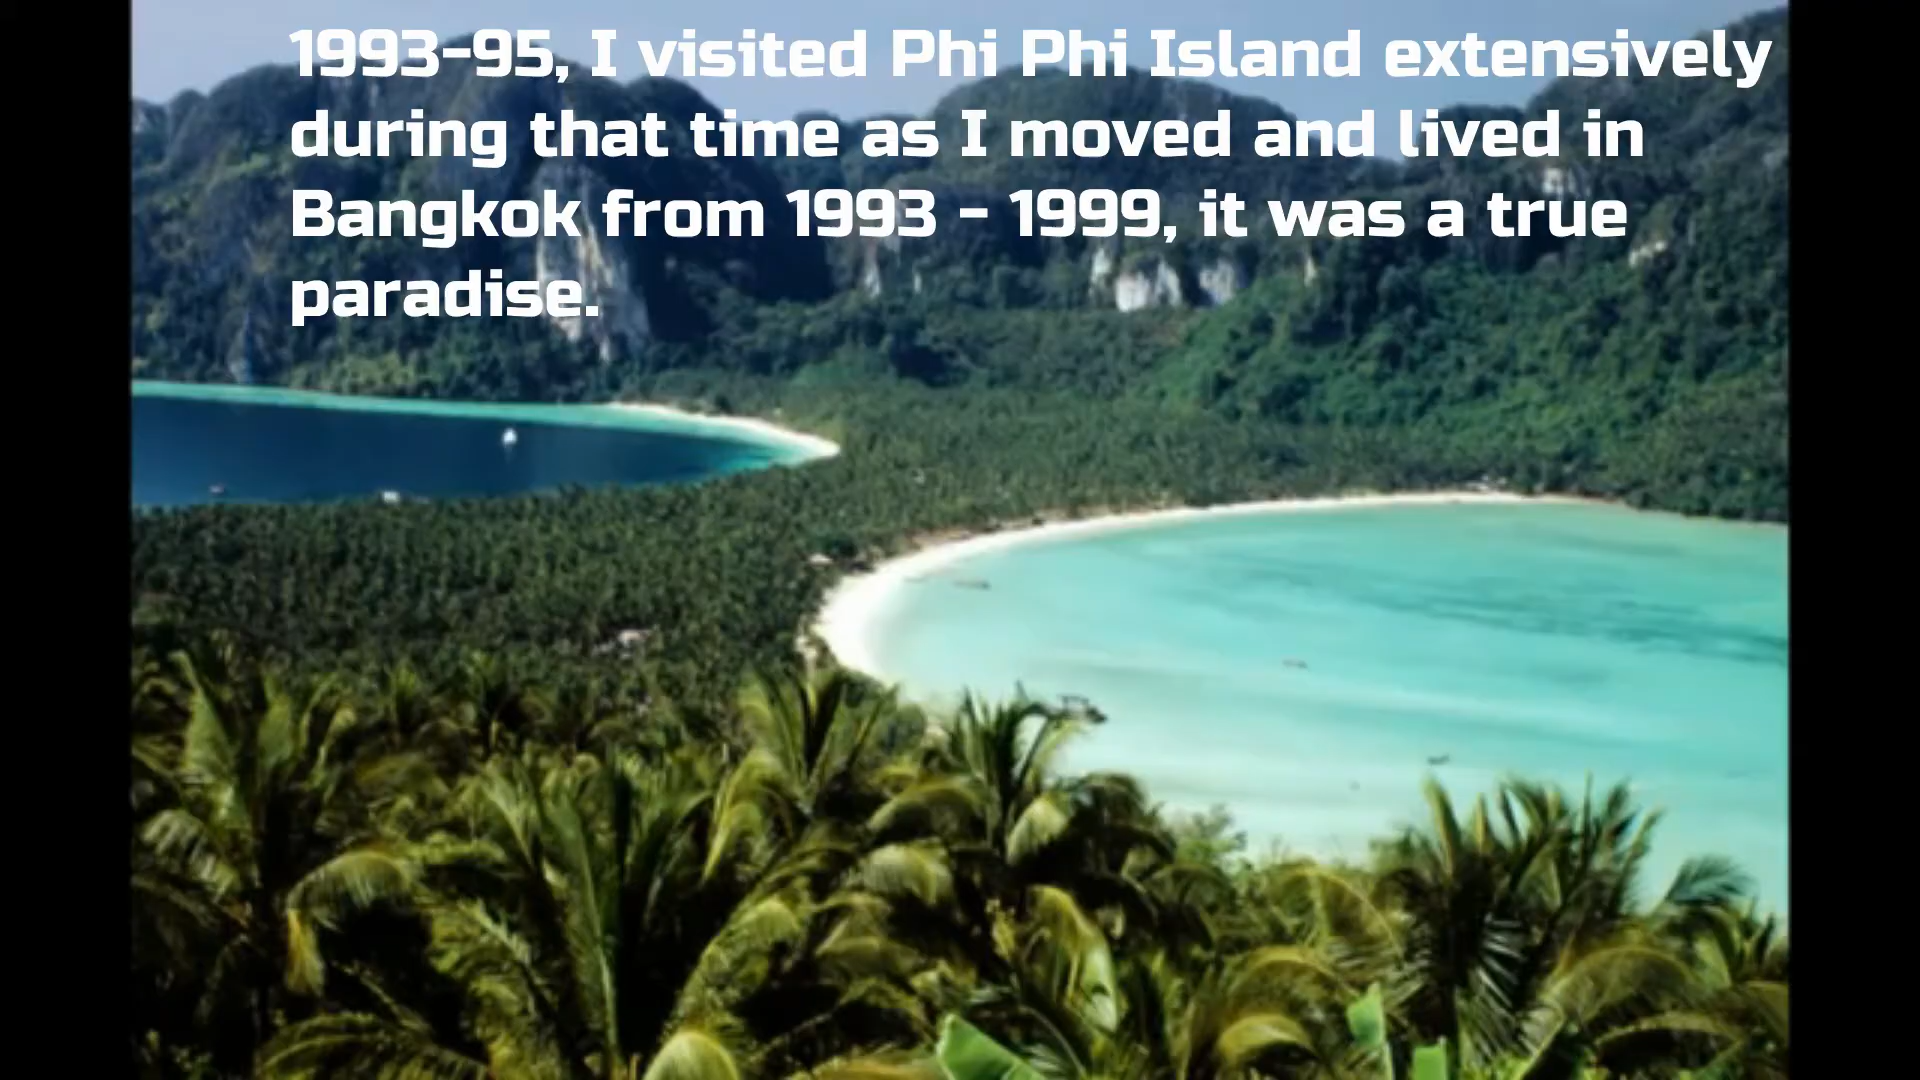 1993-95, I visited Phi Phi Island extensively
during that time as I moved and lived in
Bangkok from 1993 - 1999, it was a true
paradise.